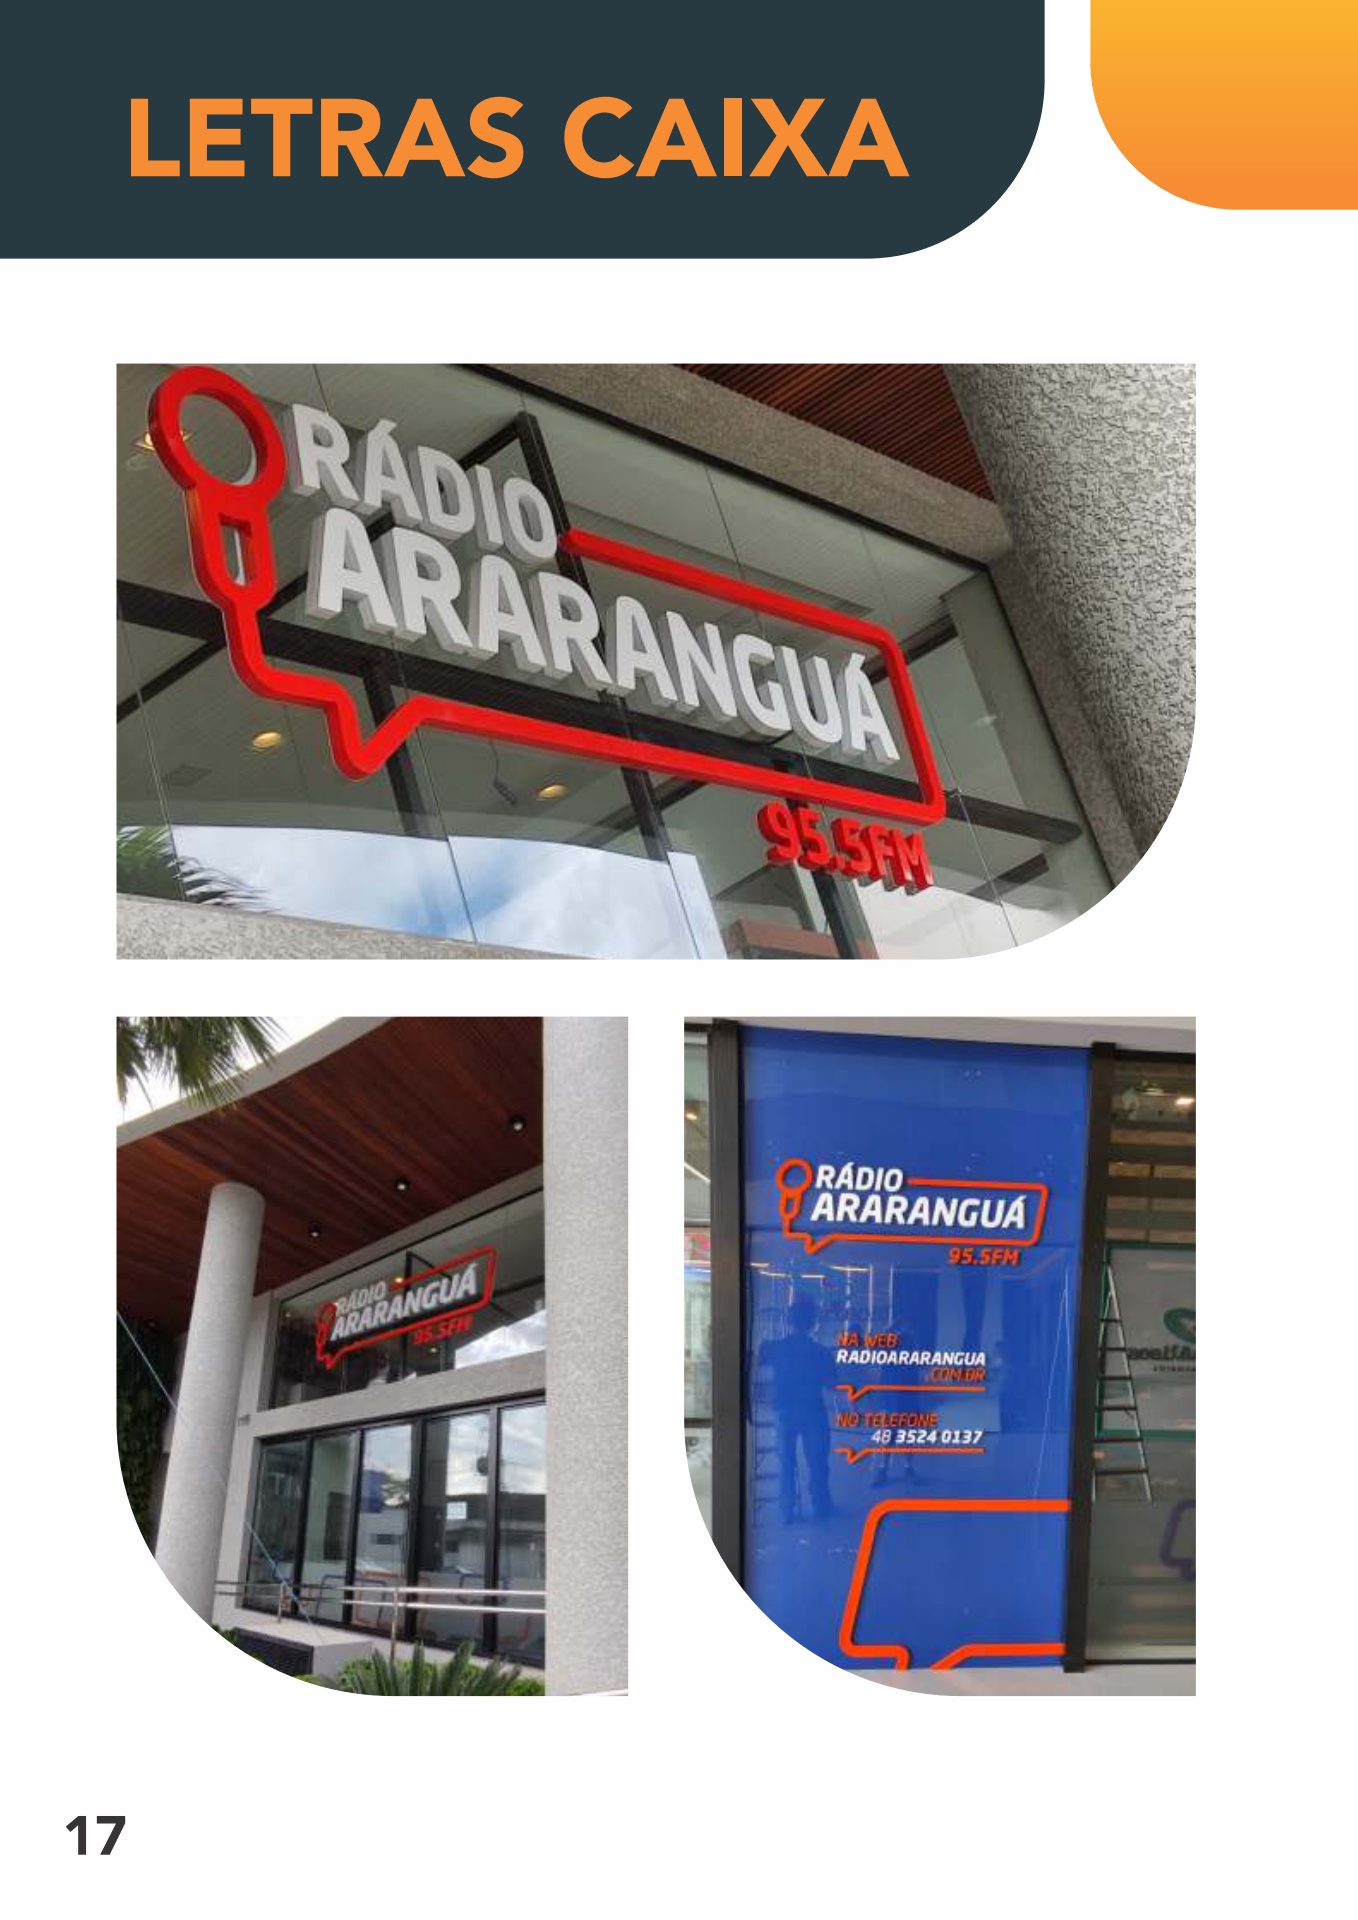 LETRAS CAIXA
RÁDIO
ARARANGUÁ
95.5FM
RÁDIO
ARARANGUÁ
95.5FM
RÁDIO
ARARANGUÁ
95.5FM
NA WEB
RADIOARARANGUA
.COM.BR
NO TELEFONE
48 3524 0137
17